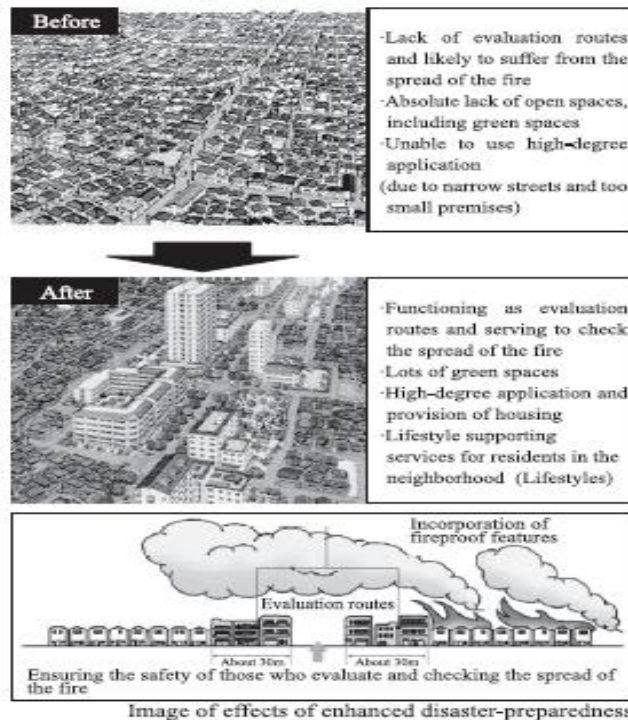 Before
·Lack of evaluation routes
and likely to suffer from the
spread of the fire
·Absolute lack of open spaces,
including green spaces
·Unable to use high-degree
application
(due to narrow streets and too
small premises)
After
·Functioning as evaluation
routes and serving to check
the spread of the fire
·Lots of green spaces
·High-degree application and
provision of housing
·Lifestyle supporting
services for residents in the
neighborhood (Lifestyles)
Incorporation of
fireproof features
Evaluation routes
About 30m
About 30m
Ensuring the safety of those who evaluate and checking the spread of
the fire
Image of effects of enhanced disaster-preparedness